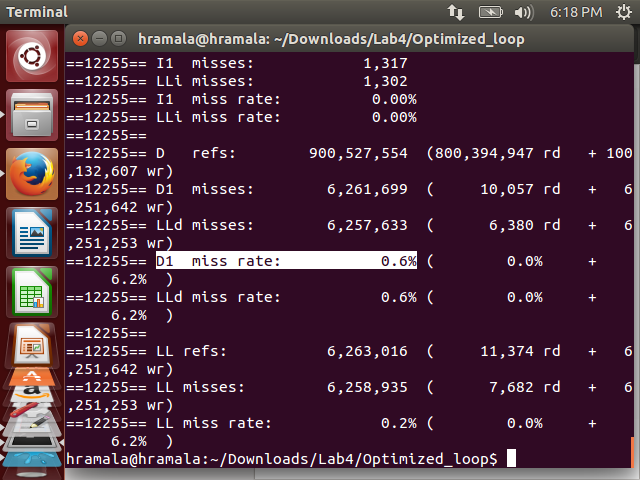 Terminal
6:18 PM
hramala@hramala: ~/Downloads/Lab4/Optimized_loop
==12255== I1  misses:            1,317
==12255== LLi misses:            1,302
==12255== I1  miss rate:          0.00%
==12255== LLi miss rate:          0.00%
==12255==
==12255== D   refs:        900,527,554  (800,394,947 rd   + 100
,132,607 wr)
==12255== D1  misses:        6,261,699  (     10,057 rd   +   6
,251,642 wr)
==12255== LLd misses:        6,257,633  (      6,380 rd   +   6
,251,253 wr)
==12255== D1  miss rate:           0.6% (        0.0%     +
     6.2%  )
==12255== LLd miss rate:           0.6% (        0.0%     +
     6.2%  )
==12255==
==12255== LL refs:           6,263,016  (     11,374 rd   +   6
,251,642 wr)
==12255== LL misses:         6,258,935  (      7,682 rd   +   6
,251,253 wr)
==12255== LL miss rate:            0.2% (        0.0%     +
     6.2%  )
hramala@hramala:~/Downloads/Lab4/Optimized_loop$